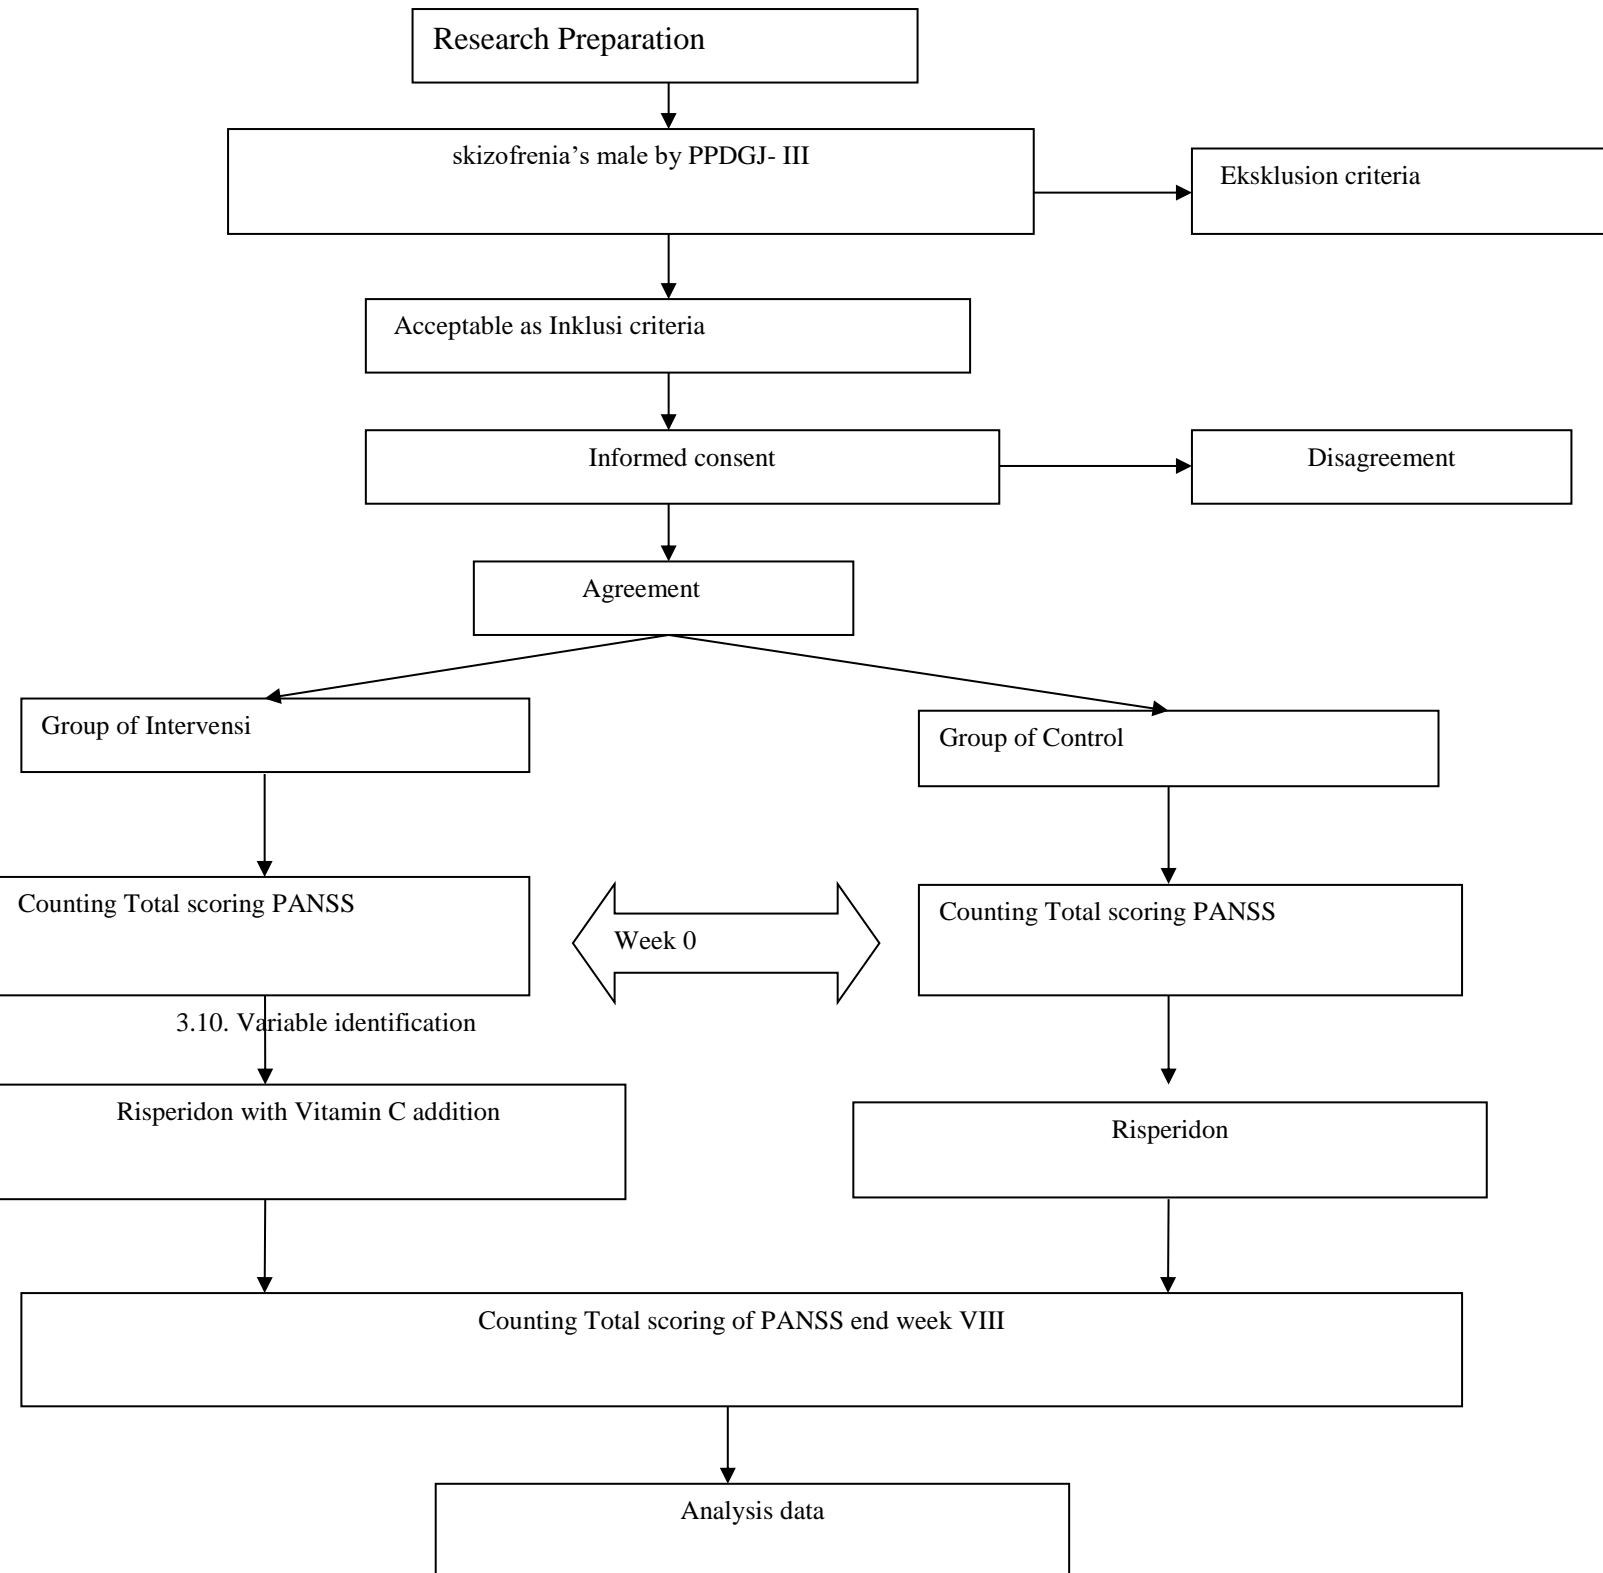 Research Preparation
skizofrenia’s male by PPDGJ- III
Eksklusion criteria
Acceptable as Inklusi criteria
Informed consent
Disagreement
Agreement
Group of Intervensi
Group of Control
Counting Total scoring PANSS
Week 0
Counting Total scoring PANSS
3.10. Variable identification
Risperidon with Vitamin C addition
Risperidon
Counting Total scoring of PANSS end week VIII
Analysis data